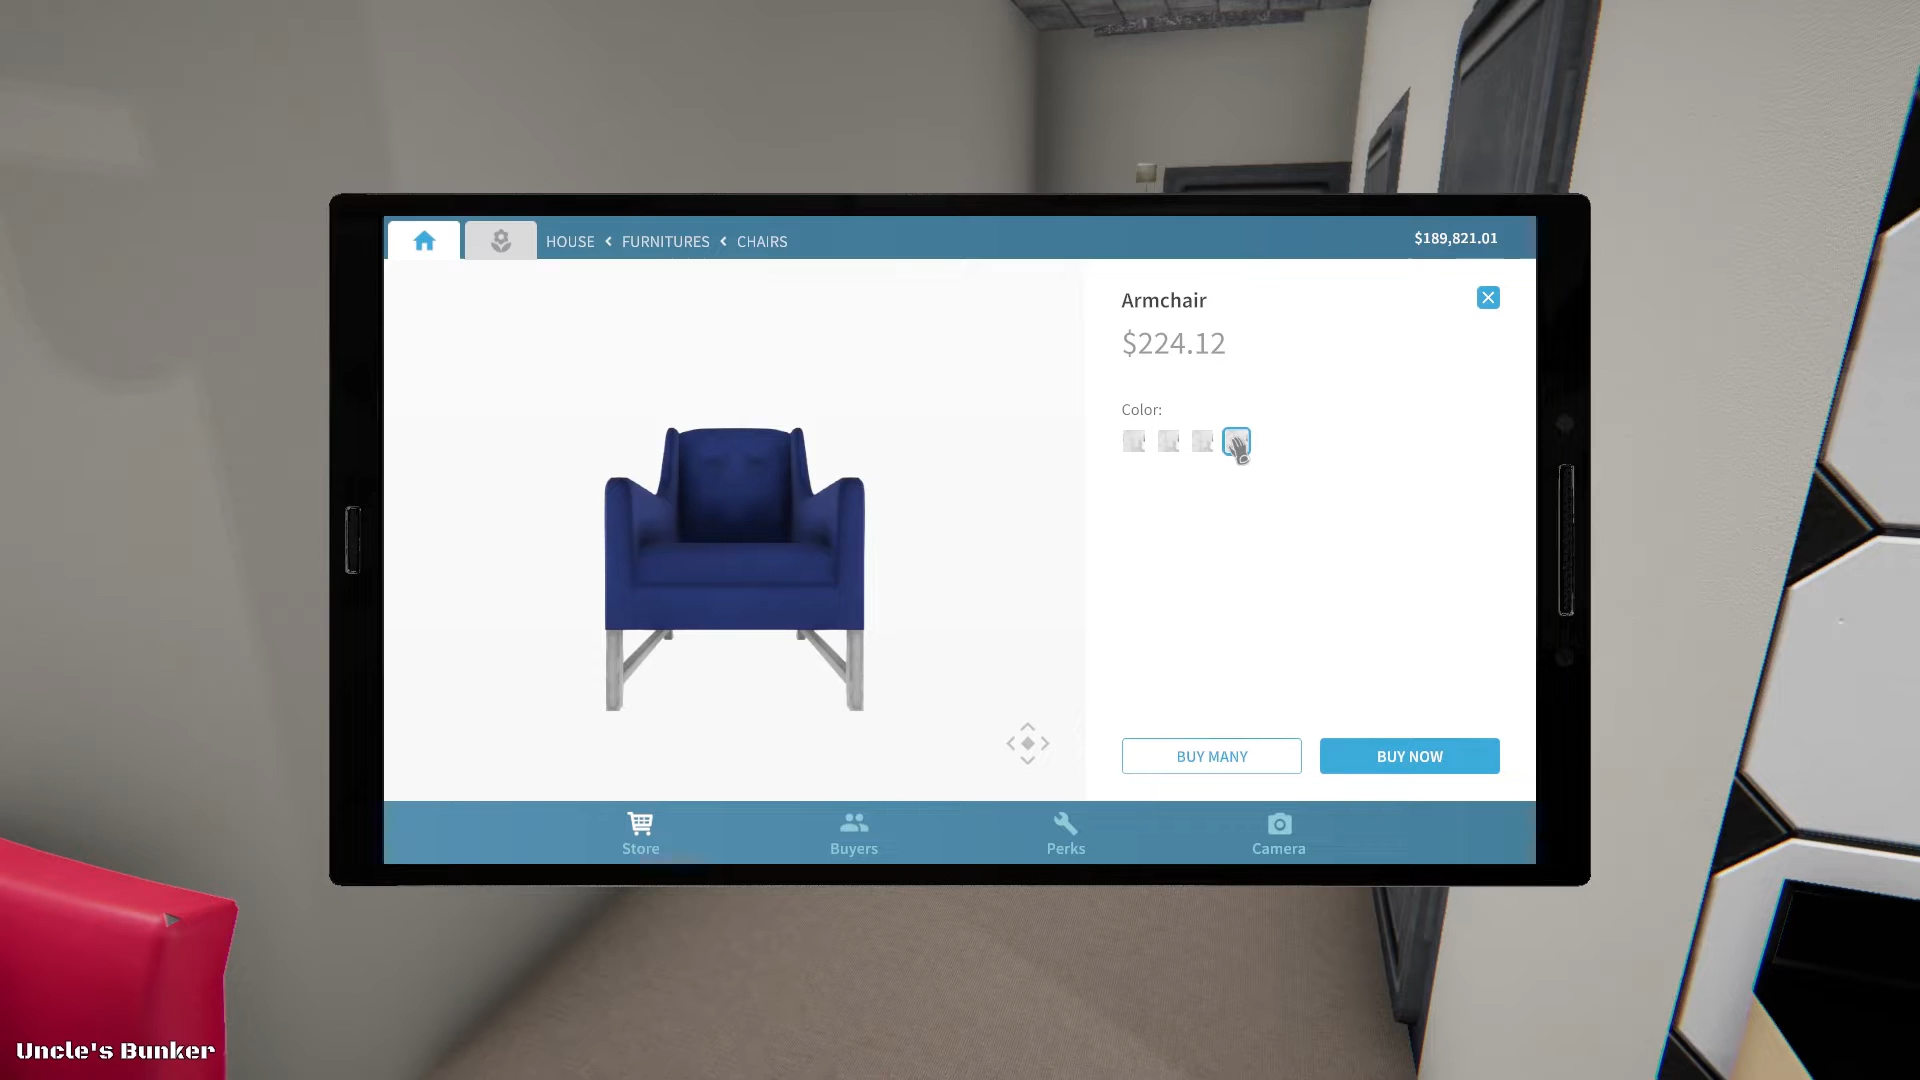 HOUSE < FURNITURES < CHAIRS
$189,821.01
Armchair
$224.12
Color:
BUY MANY
BUY NOW
Store
Buyers
Perks
Camera
Uncle's Bunker